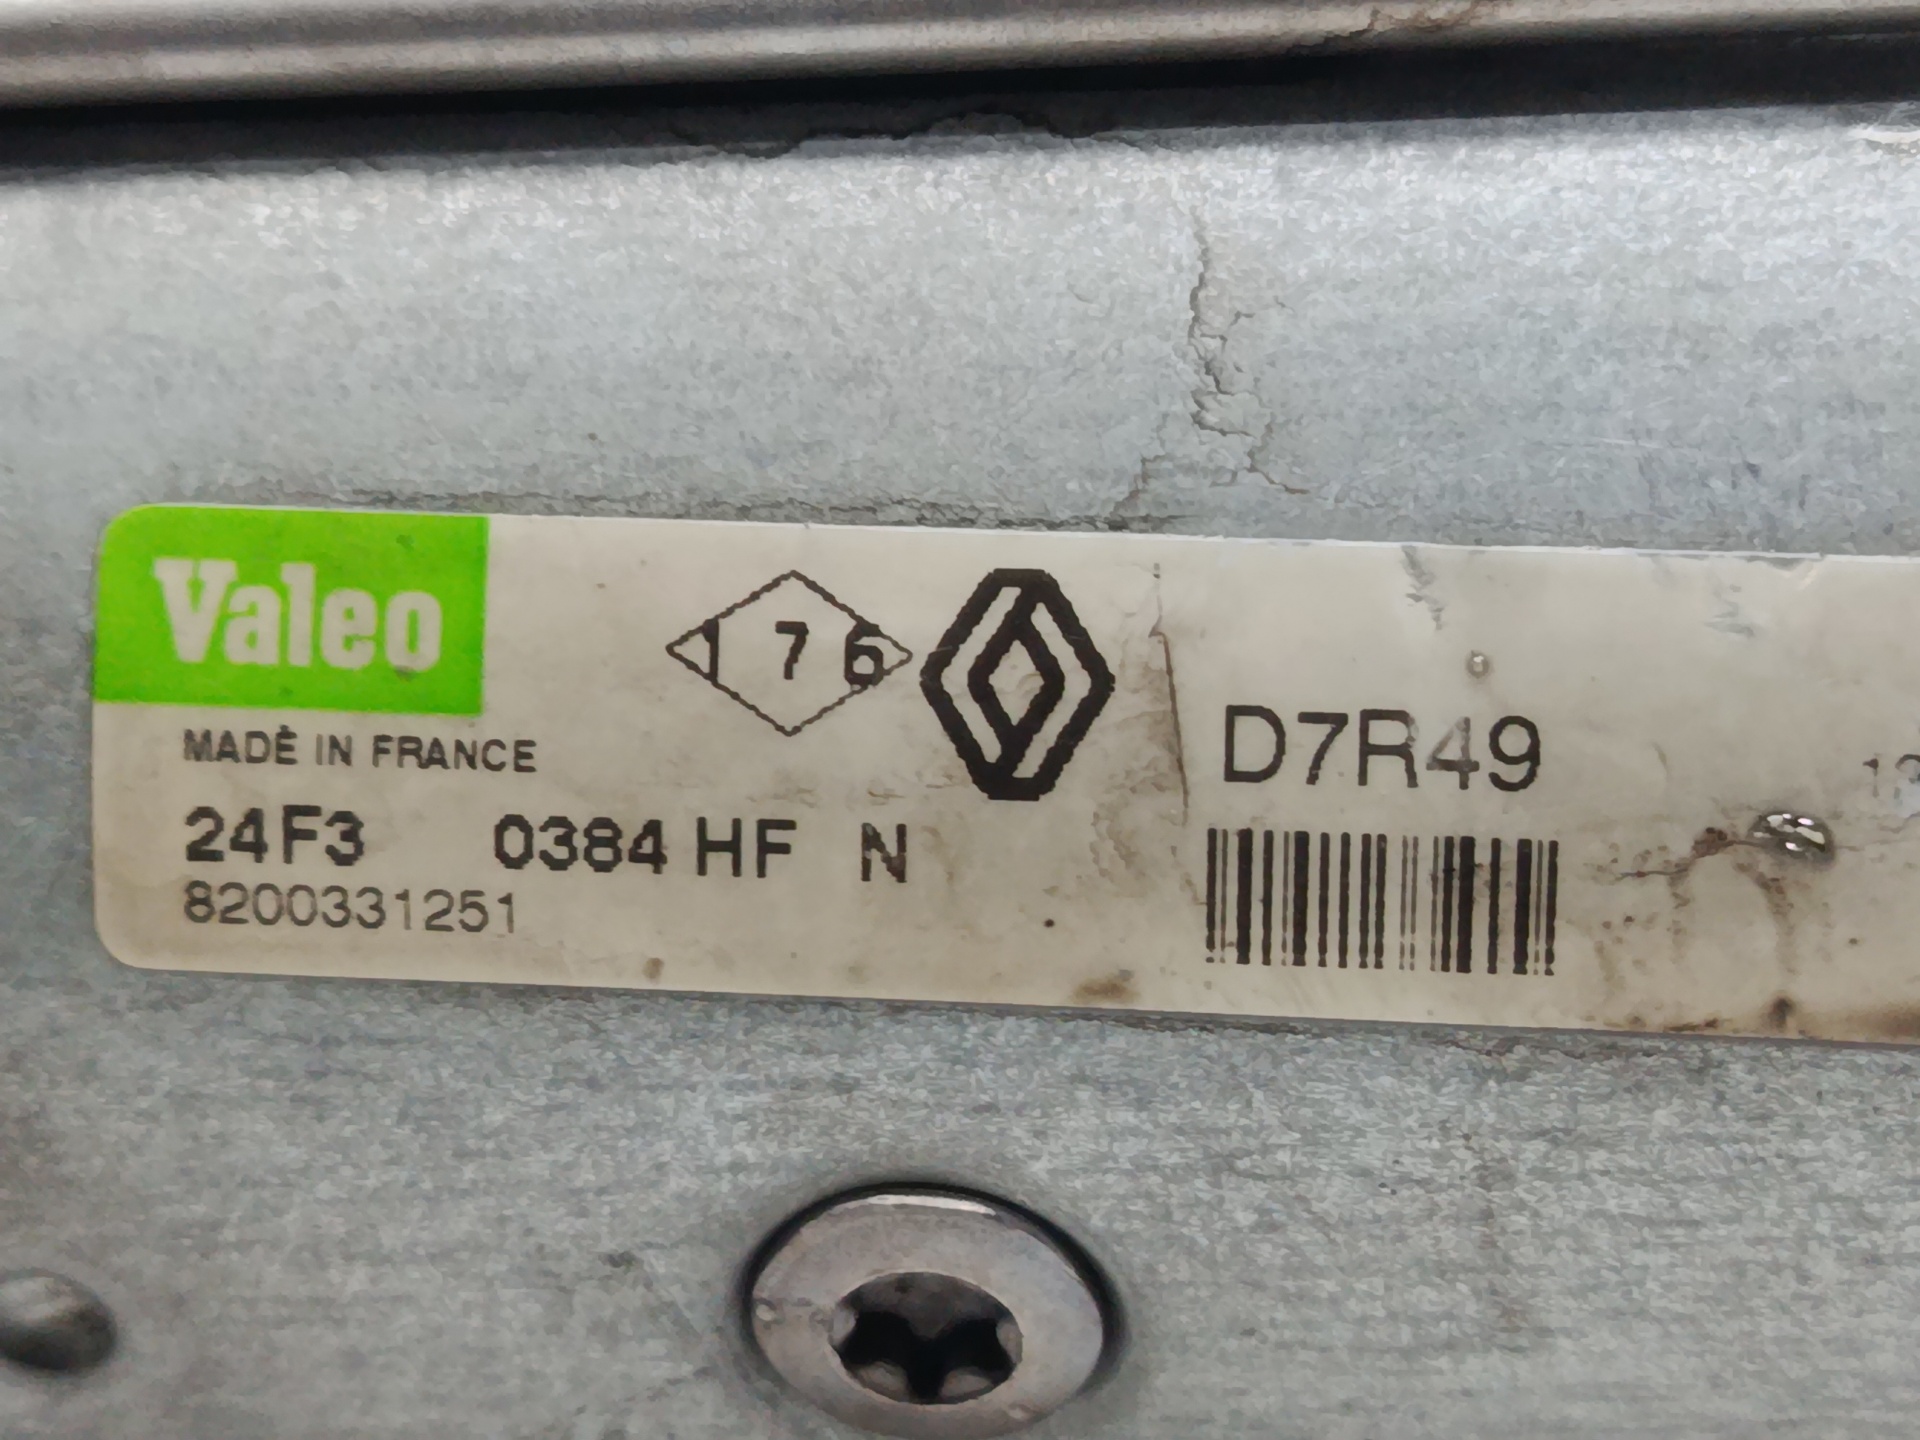 Valeo
176
MADE IN FRANCE
D7R49
24F3 0384 HF N
8200331251